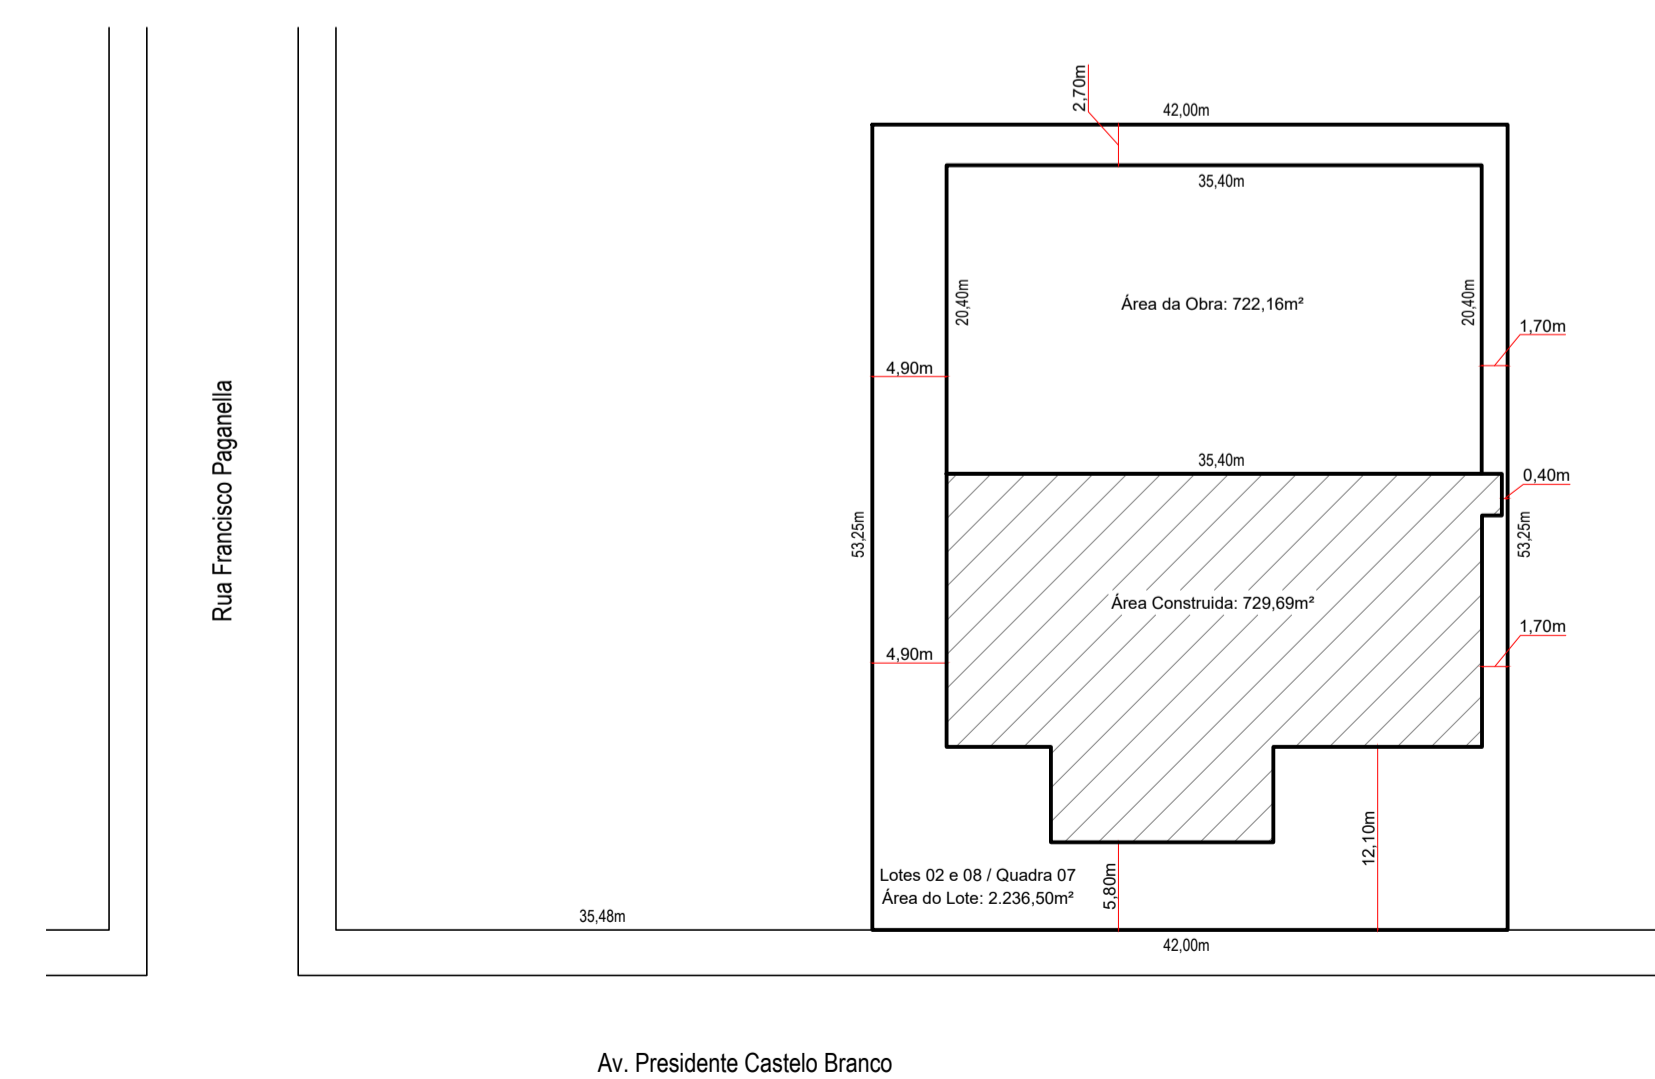 2,70m
42,00m
35,40m
20,40m
Área da Obra: 722,16m²
20,40m
1,70m
4,90m
Rua Francisco Paganella
35,40m
0,40m
53,25m
53,25m
Área Construida: 729,69m²
1,70m
4,90m
12,10m
Lotes 02 e 08 / Quadra 07
Área do Lote: 2.236,50m²
5,80m
35,48m
42,00m
Av. Presidente Castelo Branco